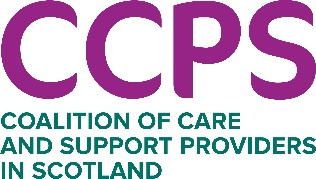 CCPS
COALITION OF CARE
AND SUPPORT PROVIDERS
IN SCOTLAND